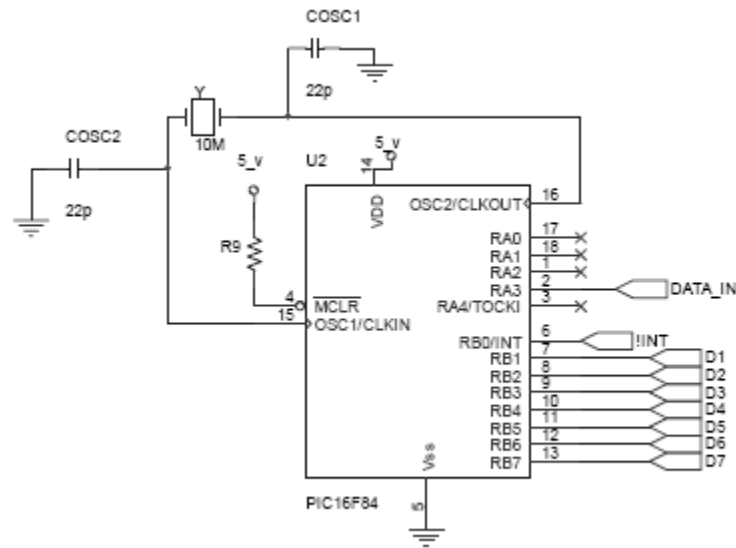 COSC1
22p
Y
10M
COSC2
22p
5_v
R9
U2
5_v
14
VDD
OSC2/CLKOUT 16
RA0 17
RA1 18
RA2 1
RA3 2 DATA_IN
RA4/TOCKI 3
4 MCLR
15 OSC1/CLKIN
RB0/INT 6 !INT
RB1 7 D1
RB2 8 D2
RB3 9 D3
RB4 10 D4
RB5 11 D5
RB6 12 D6
RB7 13 D7
Vss
5
PIC16F84